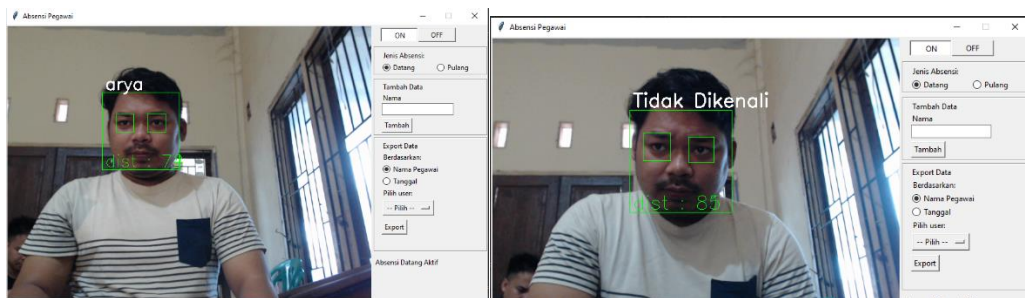 Absensi Pegawai
arya
dist : 74
ON OFF
Jenis Absensi:
Datang Pulang
Tambah Data
Nama
Tambah
Export Data
Berdasarkan:
Nama Pegawai
Tanggal
Pilih user:
-- Pilih --
Export
Absensi Datang Aktif
Absensi Pegawai
Tidak Dikenali
dist : 85
ON OFF
Jenis Absensi:
Datang Pulang
Tambah Data
Nama
Tambah
Export Data
Berdasarkan:
Nama Pegawai
Tanggal
Pilih user:
-- Pilih --
Export